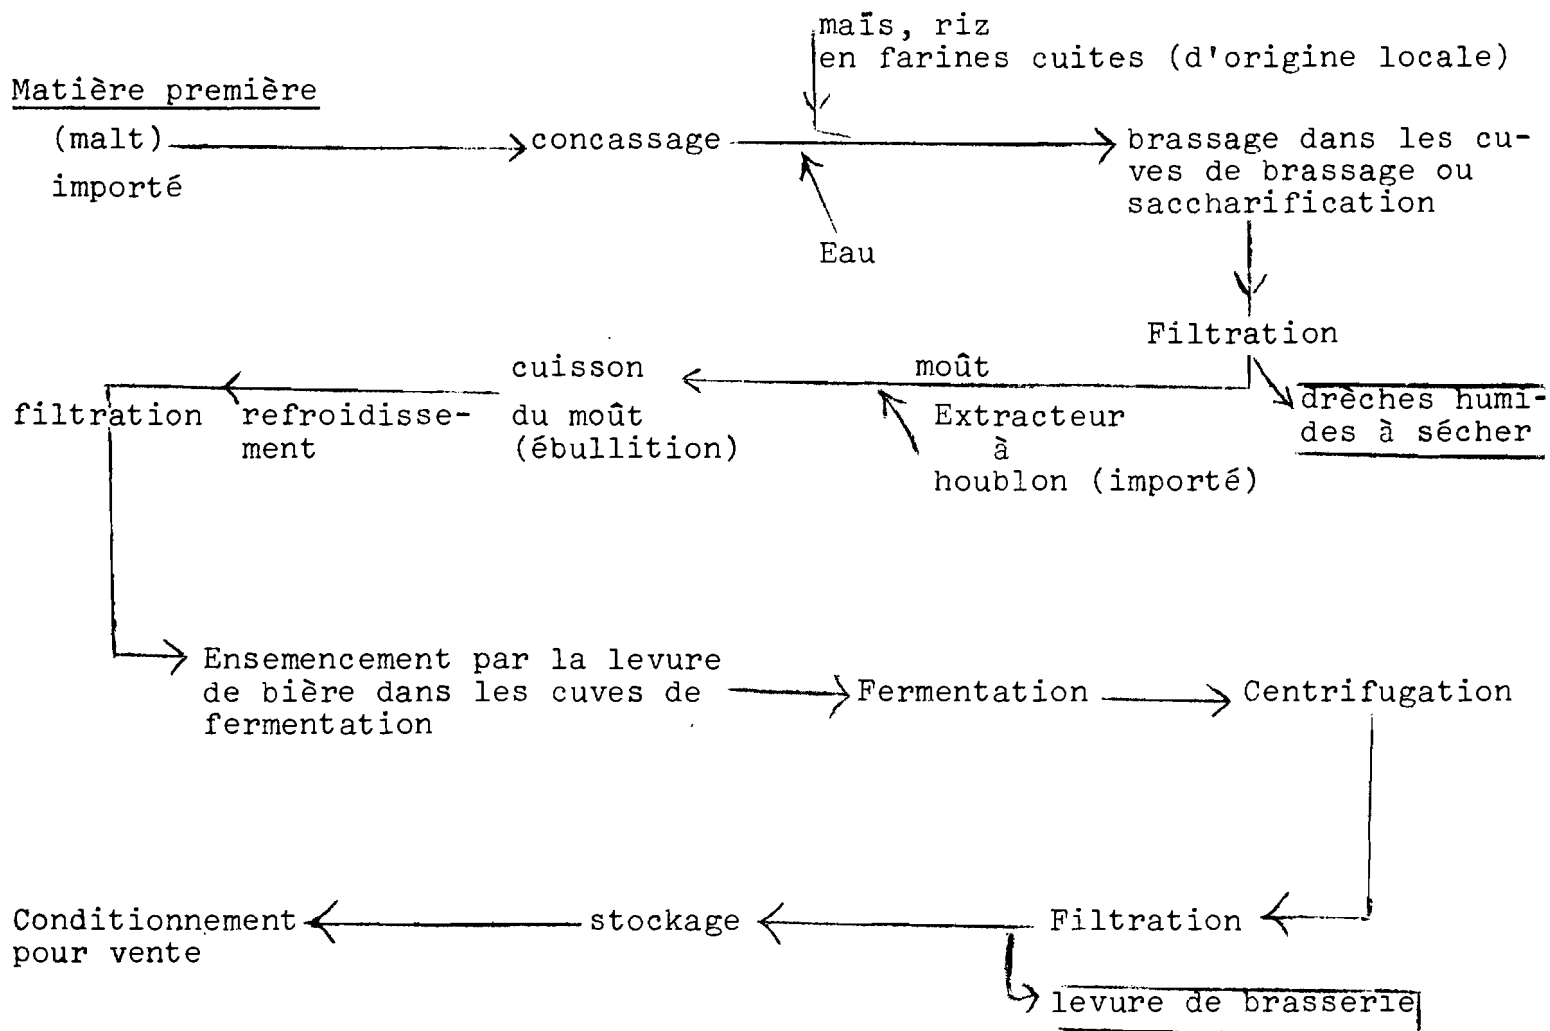 maïs, riz
en farines cuites (d'origine locale)
Matière première
(malt)
importé
concassage
brassage dans les cu-
ves de brassage ou
saccharification
Eau
Filtration
drèches humi-
des à sécher
moût
Extracteur
à
houblon (importé)
cuisson
du moût
(ébullition)
refroidisse-
ment
filtration
Ensemencement par la levure
de bière dans les cuves de
fermentation
Fermentation
Centrifugation
Filtration
levure de brasserie
stockage
Conditionnement
pour vente